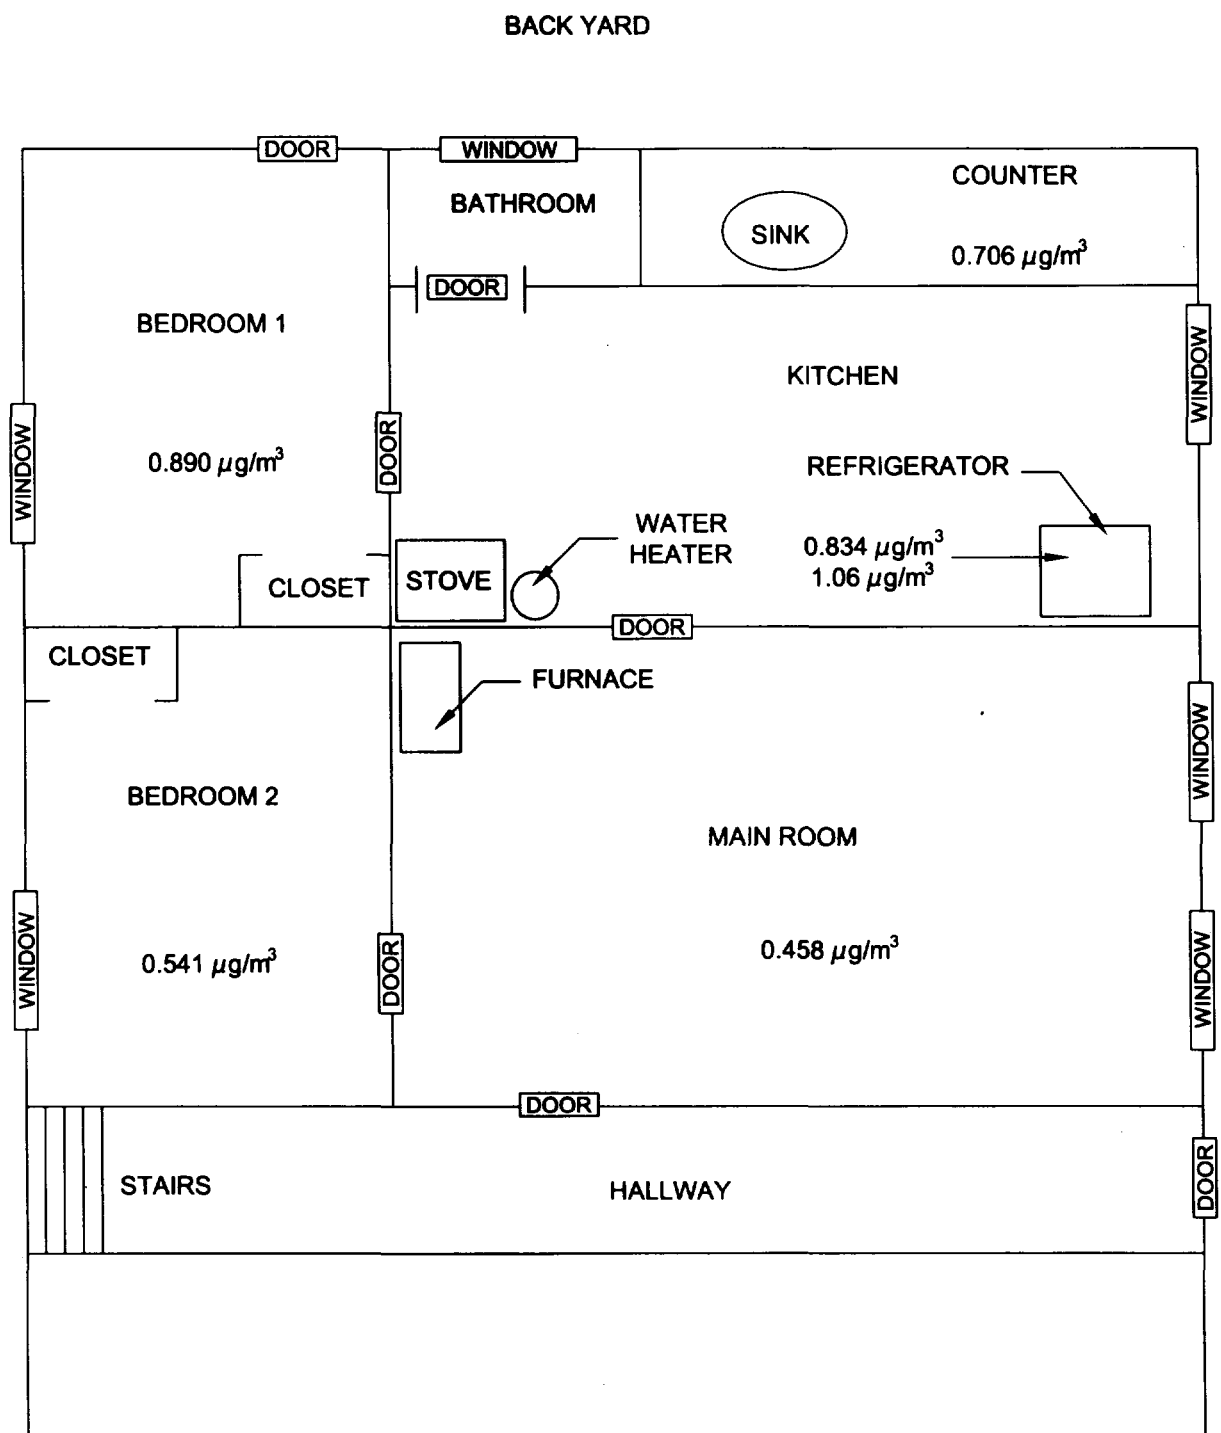 BACK YARD
DOOR
WINDOW
COUNTER
BATHROOM
SINK
0.706 µg/m³
DOOR
BEDROOM 1
WINDOW
KITCHEN
DOOR
WINDOW
0.890 µg/m³
REFRIGERATOR
WATER
HEATER
0.834 µg/m³
1.06 µg/m³
STOVE
CLOSET
DOOR
CLOSET
FURNACE
WINDOW
BEDROOM 2
MAIN ROOM
WINDOW
0.541 µg/m³
DOOR
0.458 µg/m³
WINDOW
DOOR
STAIRS
HALLWAY
DOOR